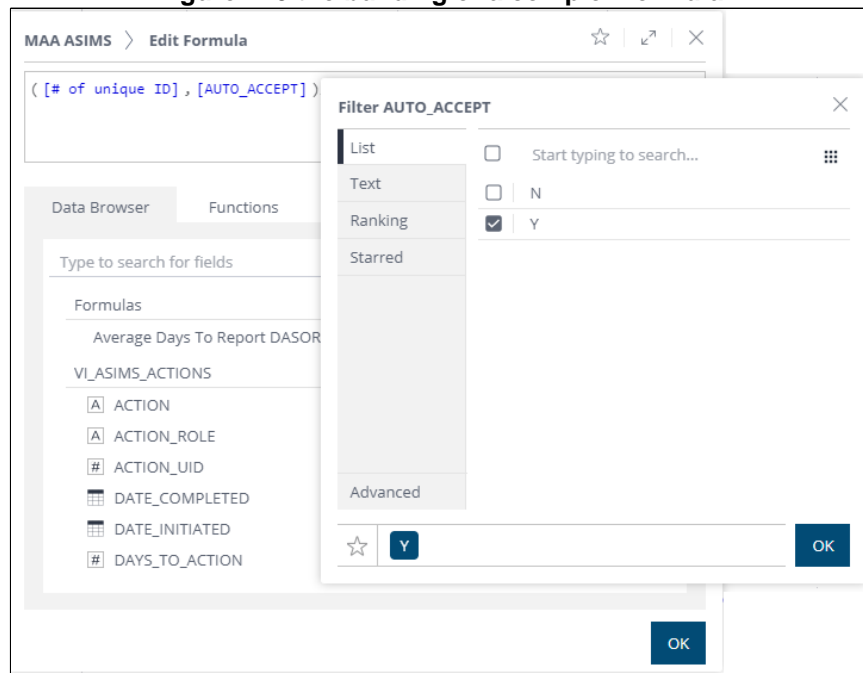 MAA ASIMS > Edit Formula
( [# of unique ID] , [AUTO_ACCEPT] )
Data Browser Functions
Type to search for fields
Formulas
Average Days To Report DASOR
VI_ASIMS_ACTIONS
A ACTION
A ACTION_ROLE
# ACTION_UID
DATE_COMPLETED
DATE_INITIATED
# DAYS_TO_ACTION
OK
Filter AUTO_ACCEPT
List
Text
Ranking
Starred
Advanced
Start typing to search...
N
Y
Y
OK